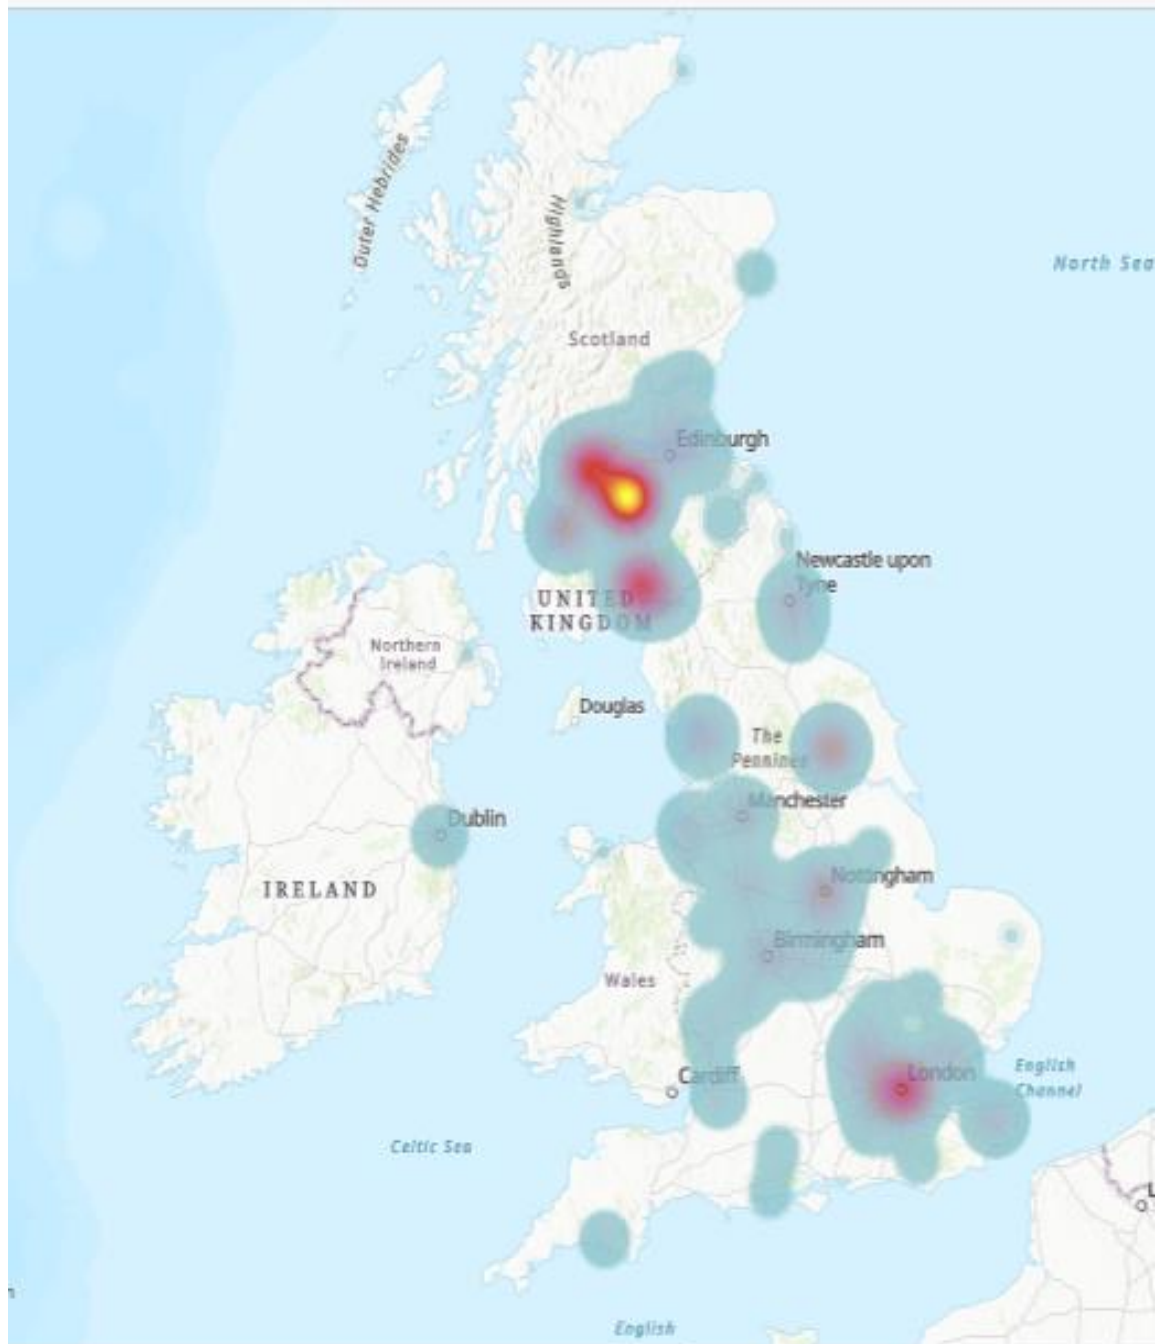 Outer Hebrides
Highlands
North Sea
Scotland
Edinburgh
Newcastle upon
Tyne
UNITED
KINGDOM
Northern
Ireland
Douglas
The
Pennines
Manchester
Dublin
IRELAND
Nottingham
Birmingham
Wales
London
English
Channel
Cardiff
Celtic Sea
English